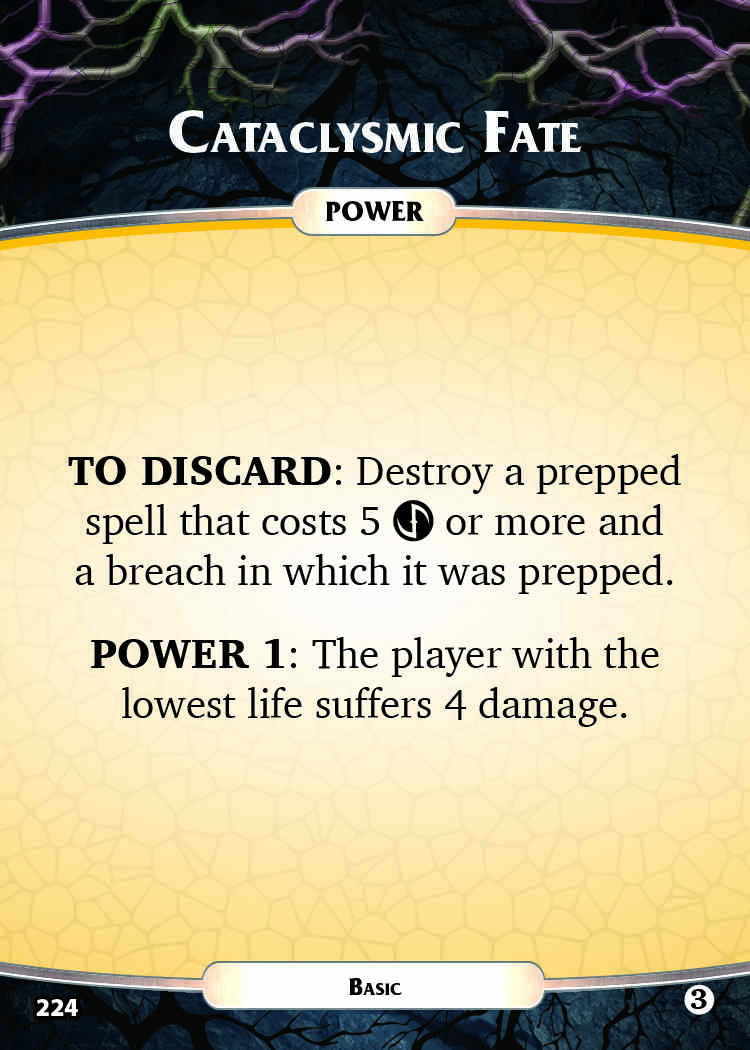 Cataclysmic Fate
POWER
TO DISCARD: Destroy a prepped
spell that costs 5 or more and
a breach in which it was prepped.
POWER 1: The player with the
lowest life suffers 4 damage.
Basic
224
3